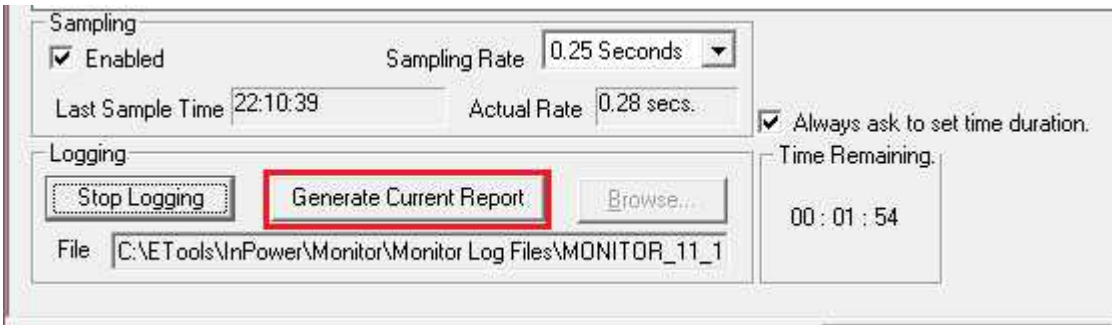 Sampling
Enabled
Sampling Rate 0.25 Seconds
Last Sample Time 22:10:39
Actual Rate 0.28 secs.
Always ask to set time duration.
Logging
Stop Logging
Generate Current Report
Browse...
File C:\ETools\InPower\Monitor\Monitor Log Files\MONITOR_11_1
Time Remaining.
00 : 01 : 54